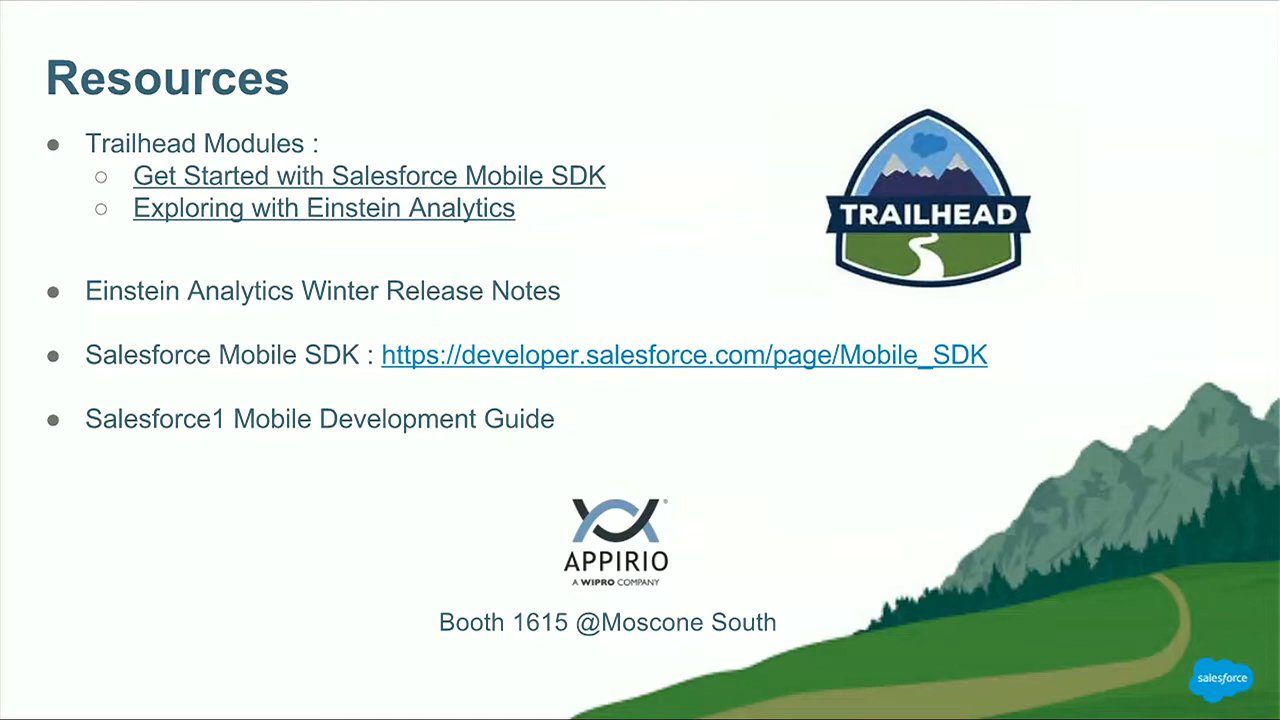 Resources
● Trailhead Modules :
○ Get Started with Salesforce Mobile SDK
○ Exploring with Einstein Analytics
TRAILHEAD
● Einstein Analytics Winter Release Notes
● Salesforce Mobile SDK : https://developer.salesforce.com/page/Mobile_SDK
● Salesforce1 Mobile Development Guide
APPIRIO
A WIPRO COMPANY
Booth 1615 @Moscone South
salesforce